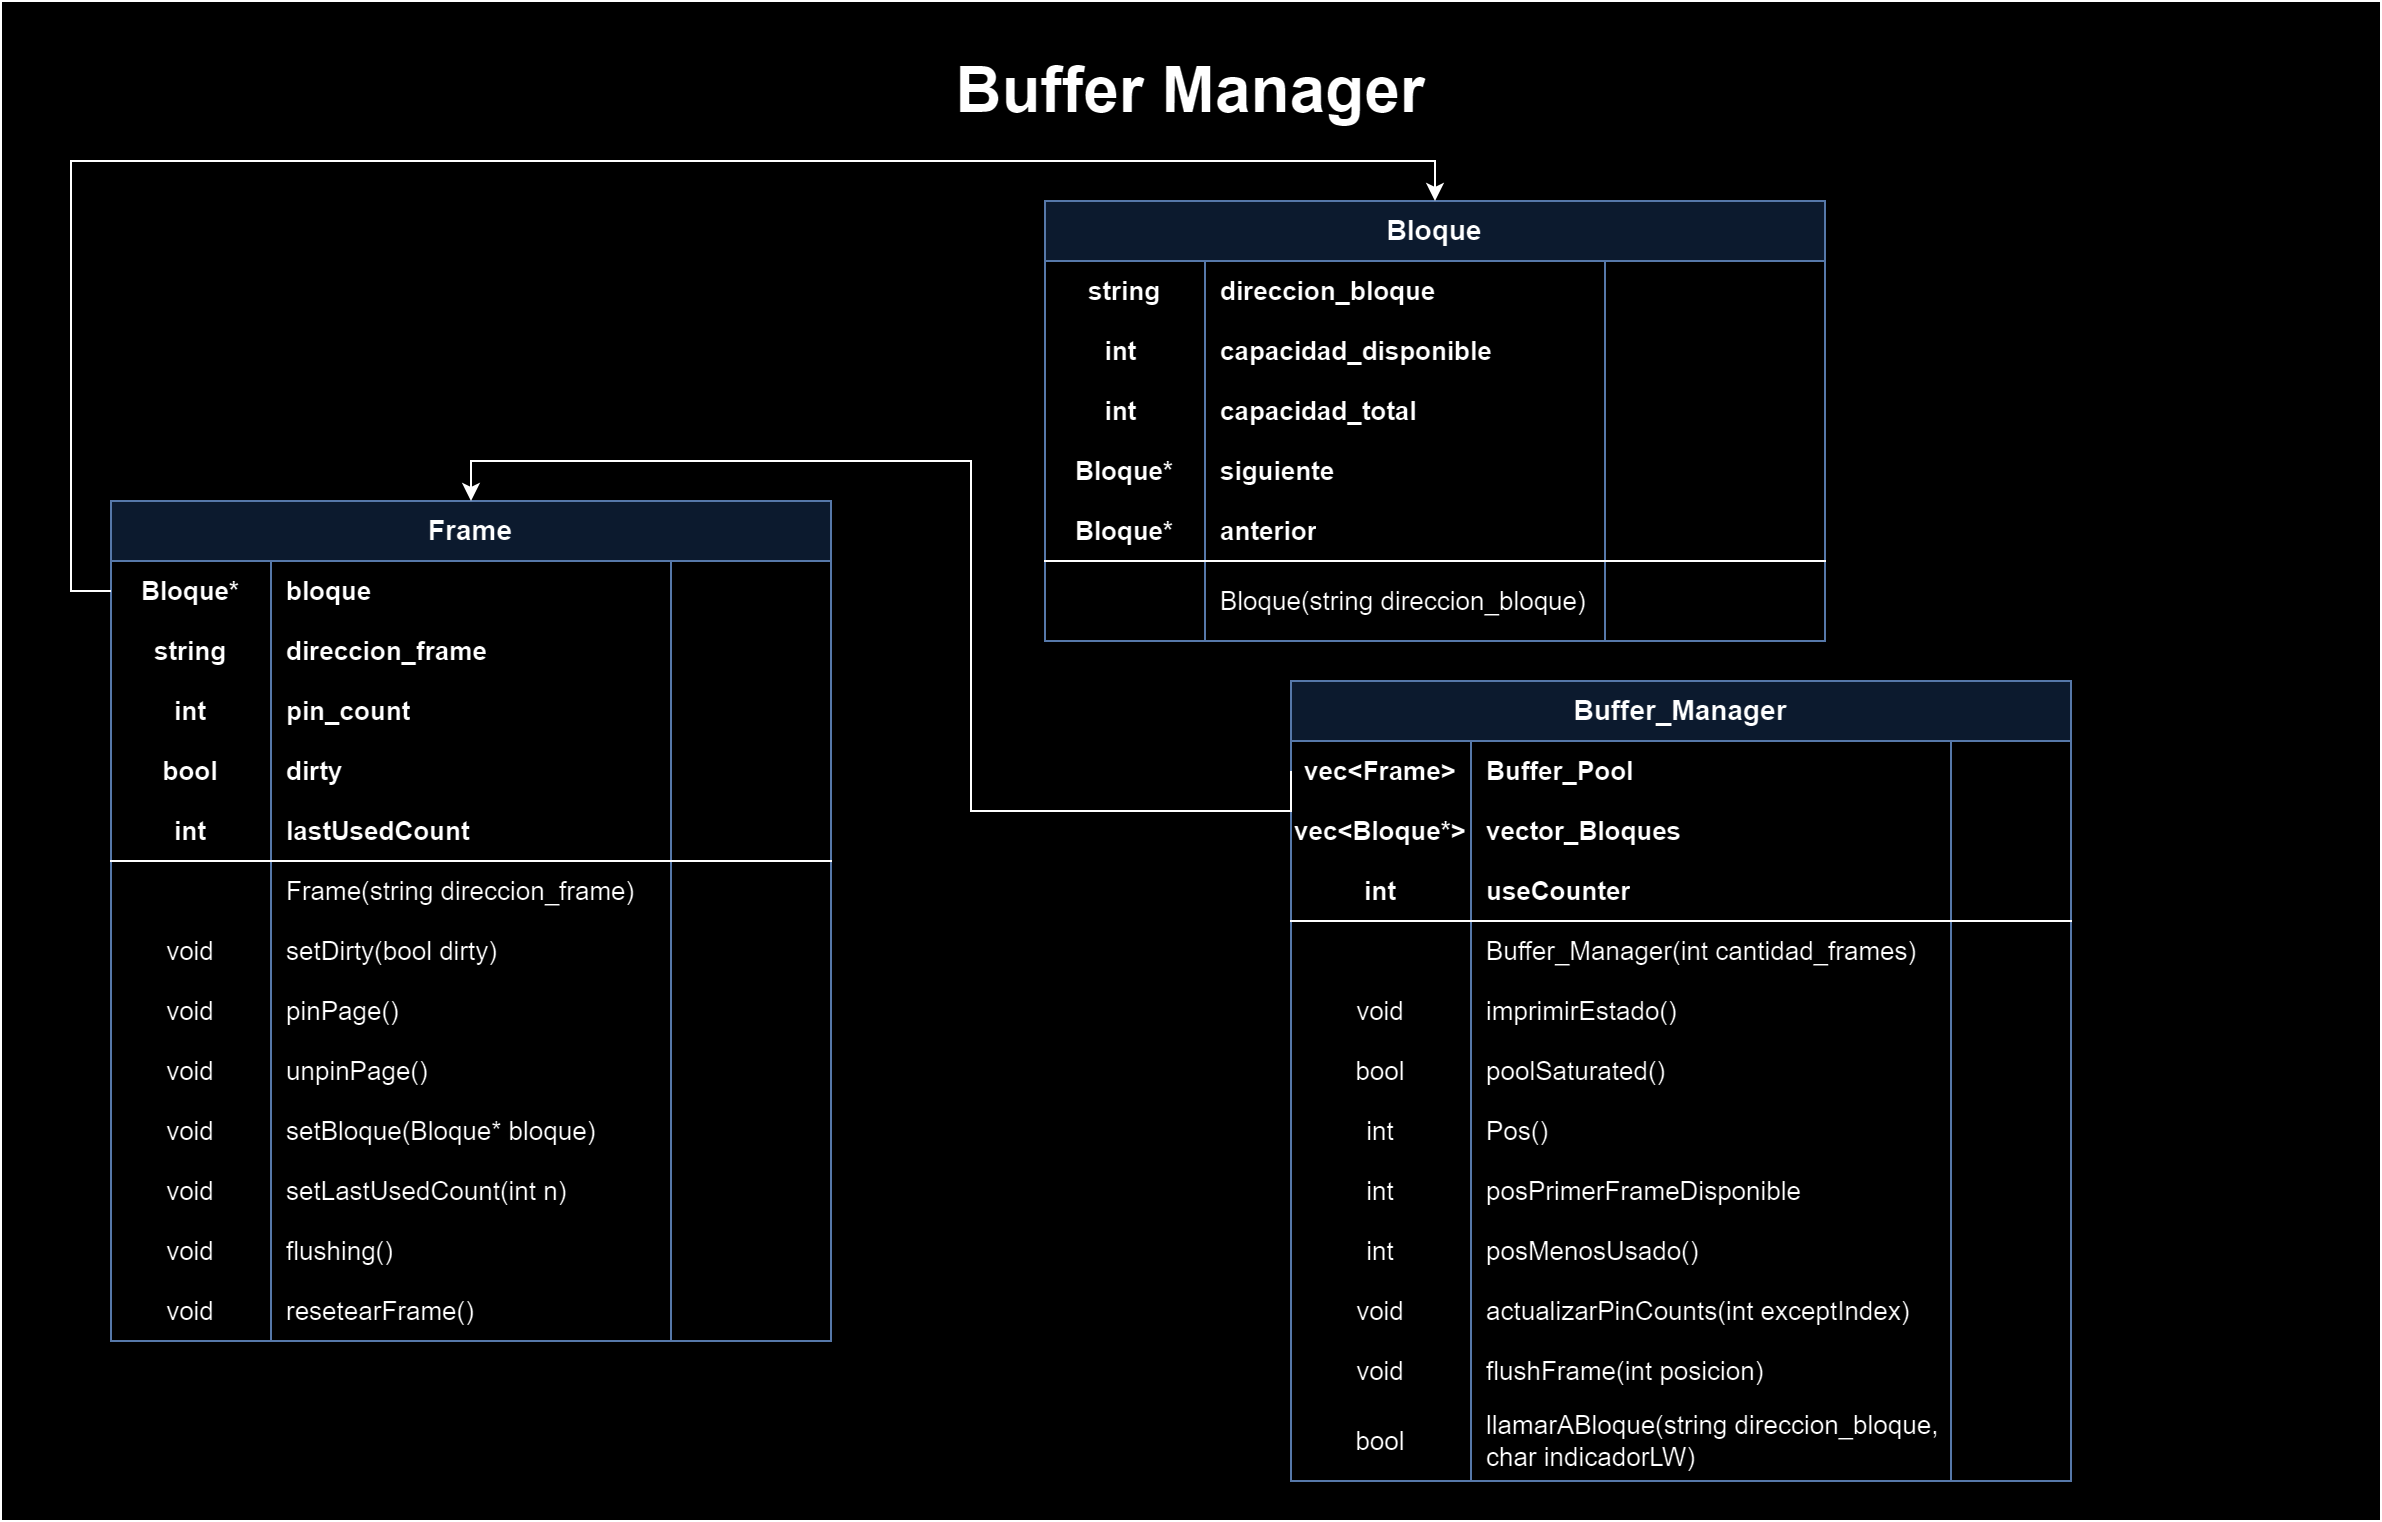 Buffer Manager
Bloque
string direccion_bloque
int capacidad_disponible
int capacidad_total
Bloque* siguiente
Bloque* anterior
Bloque(string direccion_bloque)
Frame
Bloque* bloque
string direccion_frame
int pin_count
bool dirty
int lastUsedCount
Frame(string direccion_frame)
void setDirty(bool dirty)
void pinPage()
void unpinPage()
void setBloque(Bloque* bloque)
void setLastUsedCount(int n)
void flushing()
void resetearFrame()
Buffer_Manager
vec<Frame> Buffer_Pool
vec<Bloque*> vector_Bloques
int useCounter
Buffer_Manager(int cantidad_frames)
void imprimirEstado()
bool poolSaturated()
int Pos()
int posPrimerFrameDisponible
int posMenosUsado()
void actualizarPinCounts(int exceptIndex)
void flushFrame(int posicion)
bool llamarABloque(string direccion_bloque,
char indicadorLW)